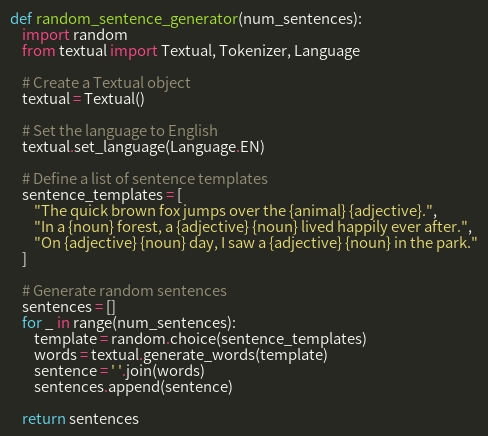 def random_sentence_generator(num_sentences):
    import random
    from textual import Textual, Tokenizer, Language

    # Create a Textual object
    textual = Textual()

    # Set the language to English
    textual.set_language(Language.EN)

    # Define a list of sentence templates
    sentence_templates = [
        "The quick brown fox jumps over the {animal} {adjective}.",
        "In a {noun} forest, a {adjective} {noun} lived happily ever after.",
        "On {adjective} {noun} day, I saw a {adjective} {noun} in the park."
    ]

    # Generate random sentences
    sentences = []
    for _ in range(num_sentences):
        template = random.choice(sentence_templates)
        words = textual.generate_words(template)
        sentence = ' '.join(words)
        sentences.append(sentence)

    return sentences